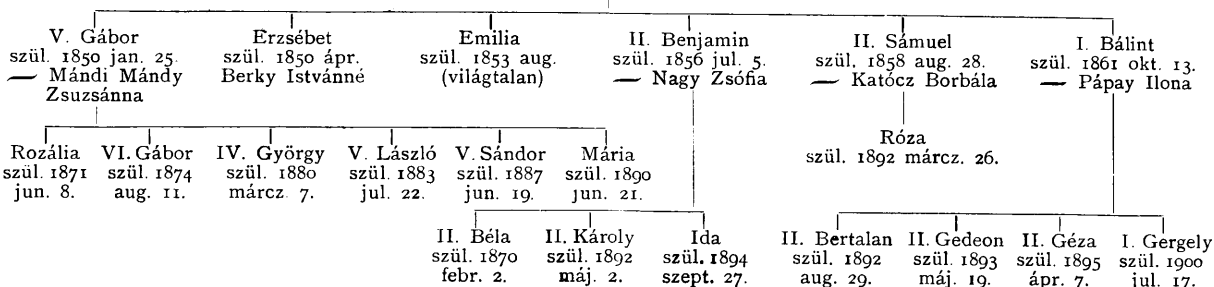 V. Gábor
szül. 1850 jan. 25.
— Mándi Mándy
Zsuzsánna
Erzsébet
szül. 1850 ápr.
Berky Istvánné
Emilia
szül. 1853 aug.
(világtalan)
II. Benjamin
szül. 1856 jul. 5.
— Nagy Zsófia
II. Sámuel
szül. 1858 aug. 28.
— Katócz Borbála
I. Bálint
szül. 1861 okt. 13.
— Pápay Ilona
Rozália
szül. 1871
jun. 8.
VI. Gábor
szül. 1874
aug. 11.
IV. György
szül. 1880
márcz. 7.
V. László
szül. 1883
jul. 22.
V. Sándor
szül. 1887
jun. 19.
Mária
szül. 1890
jun. 21.
Róza
szül. 1892 márcz. 26.
II. Béla
szül. 1870
febr. 2.
II. Károly
szül. 1892
máj. 2.
Ida
szül. 1894
szept. 27.
II. Bertalan
szül. 1892
aug. 29.
II. Gedeon
szül. 1893
máj. 19.
II. Géza
szül. 1895
ápr. 7.
I. Gergely
szül. 1900
jul. 17.